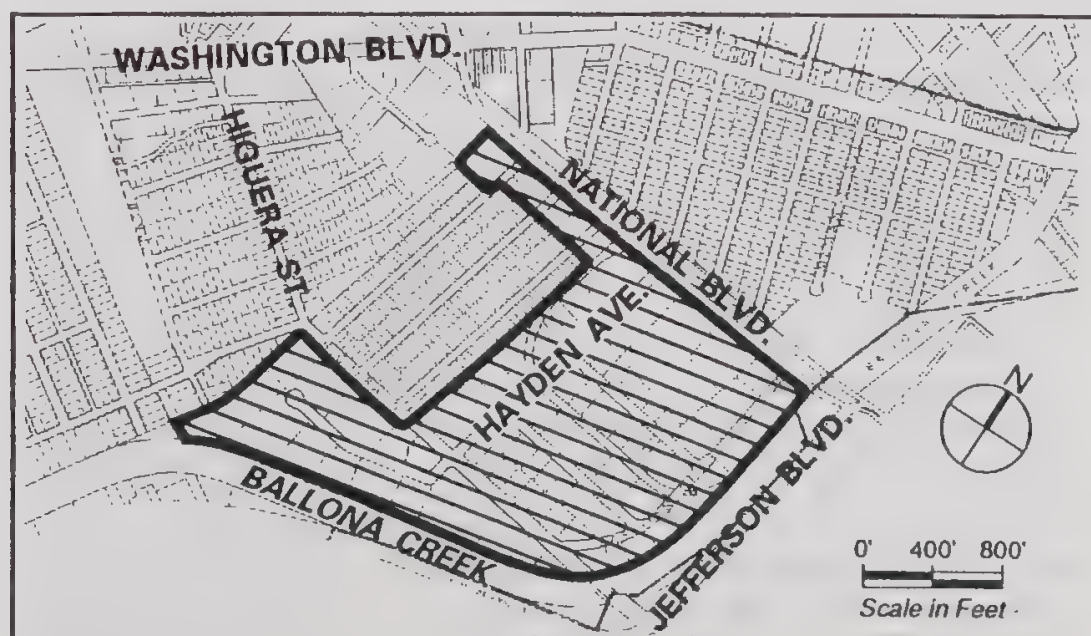 WASHINGTON BLVD.
HIGUERA ST.
NATIONAL BLVD.
HAYDEN AVE.
BALLONA CREEK
JEFFERSON BLVD.
N
0' 400' 800'
Scale in Feet